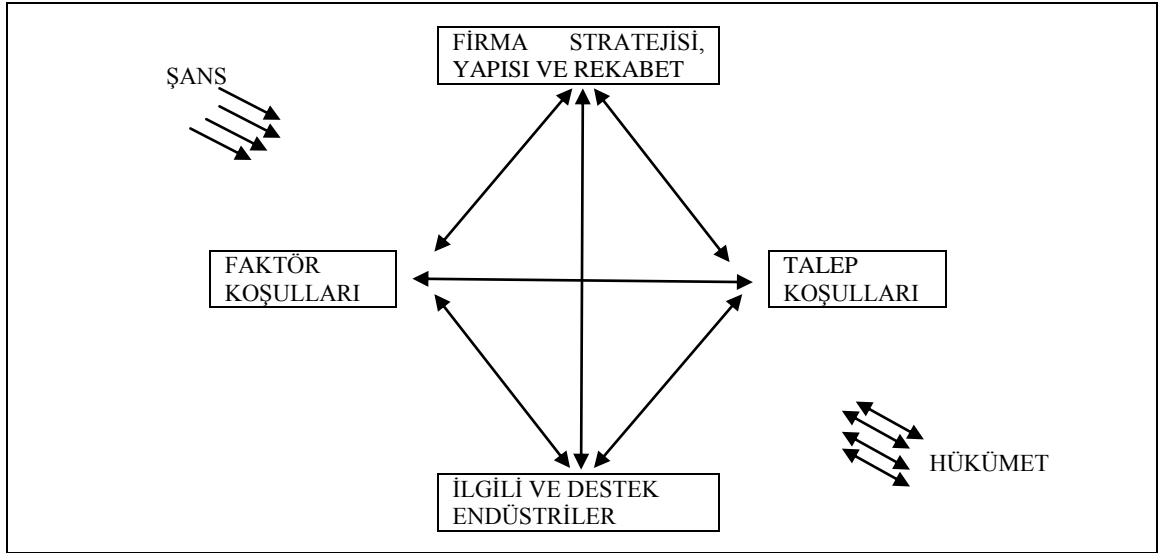 FİRMA STRATEJİSİ,
YAPISI VE REKABET
ŞANS
FAKTÖR
KOŞULLARI
TALEP
KOŞULLARI
HÜKÜMET
İLGİLİ VE DESTEK
ENDÜSTRİLER